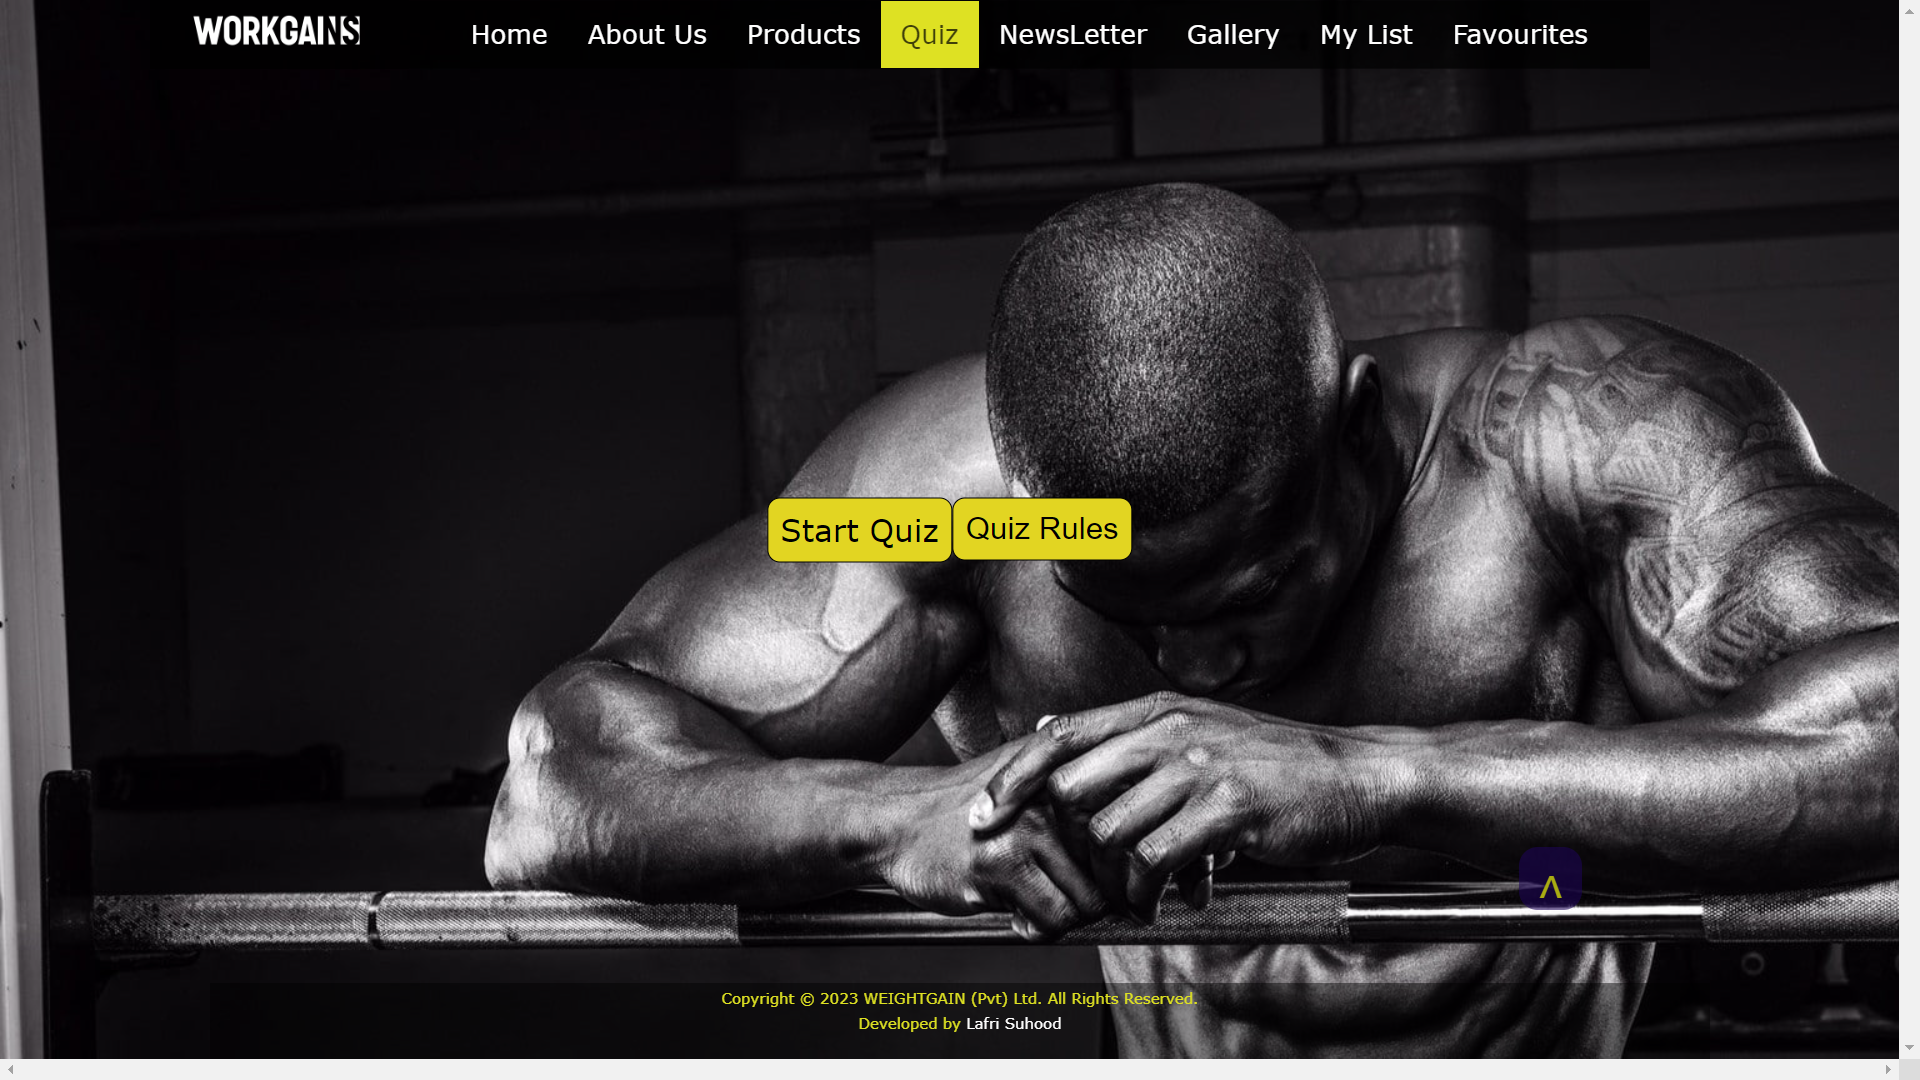 WORKGAINS
Home About Us Products Quiz NewsLetter Gallery My List Favourites
Start Quiz Quiz Rules
Copyright © 2023 WEIGHTGAIN (Pvt) Ltd. All Rights Reserved.
Developed by Lafri Suhood